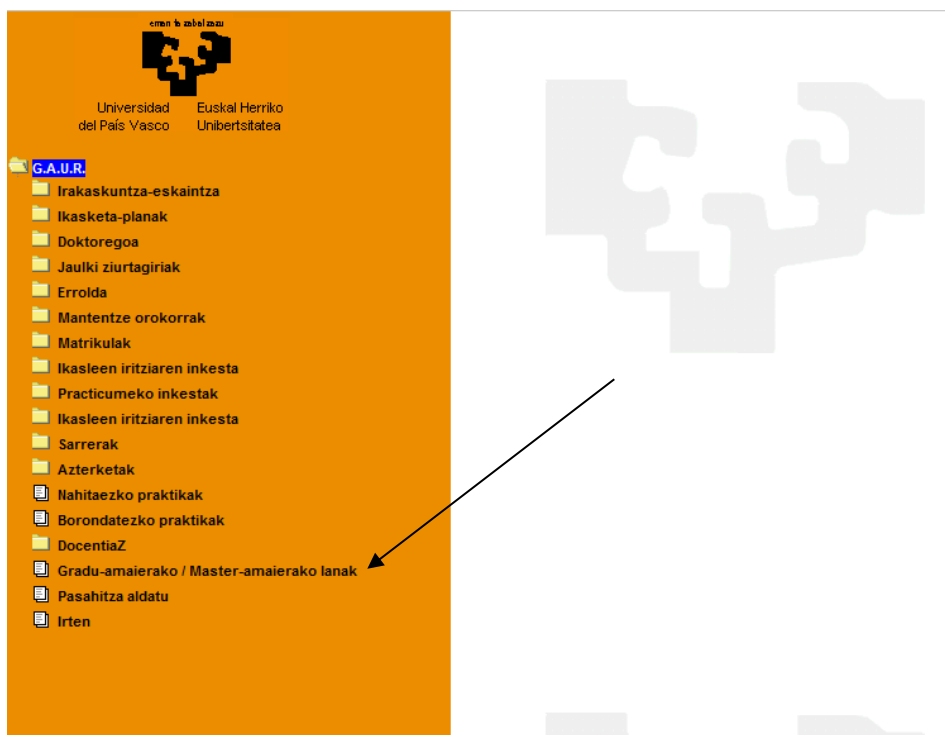 eman ta zabal zazu
Universidad Euskal Herriko
del País Vasco Unibertsitatea
G.A.U.R.
Irakaskuntza-eskaintza
Ikasketa-planak
Doktoregoa
Jaulki ziurtagiriak
Errolda
Mantentze orokorrak
Matrikulak
Ikasleen iritziaren inkesta
Practicumeko inkestak
Ikasleen iritziaren inkesta
Sarrerak
Azterketak
Nahitaezko praktikak
Borondatezko praktikak
DocentiaZ
Gradu-amaierako / Master-amaierako lanak
Pasahitza aldatu
Irten